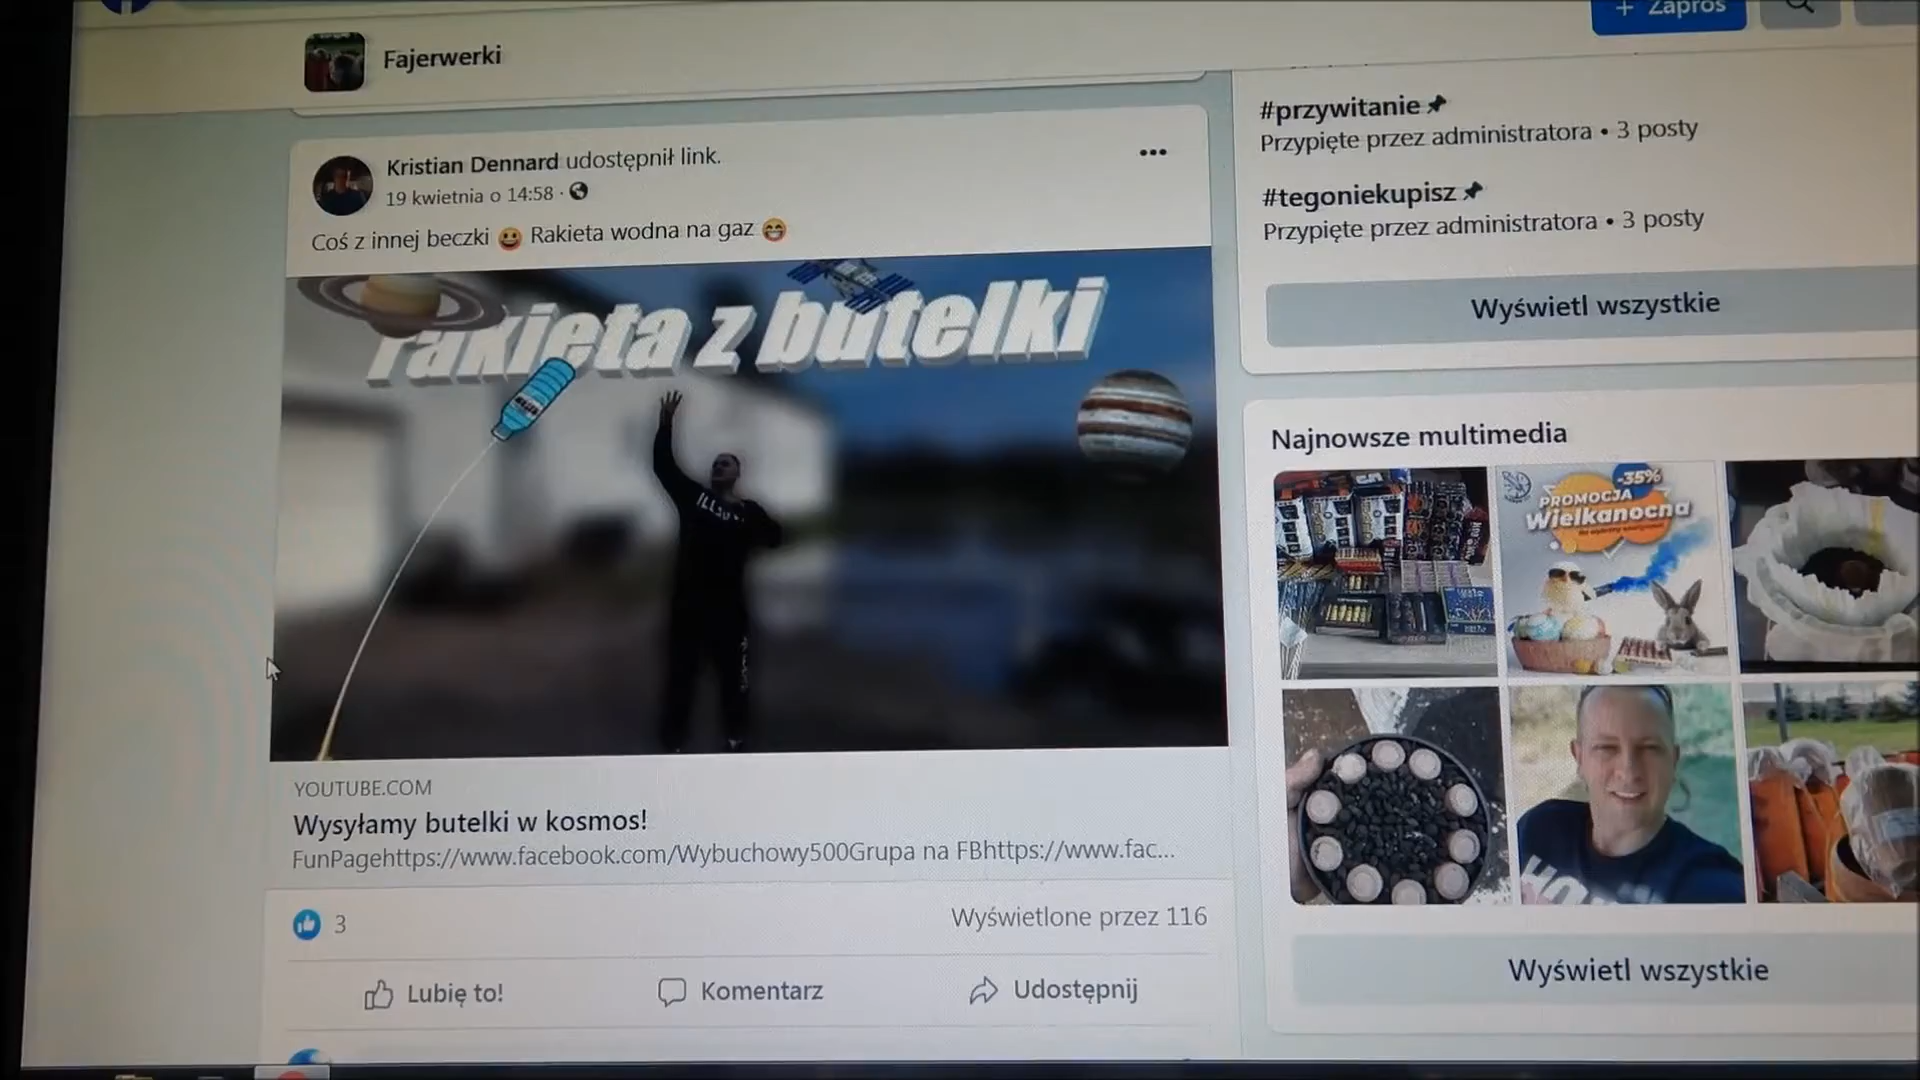 Zaproś
Fajerwerki
Kristian Dennard udostępnił link.
19 kwietnia o 14:58 ·
Coś z innej beczki 😃 Rakieta wodna na gaz 😁
rakieta z butelki
YOUTUBE.COM
Wysyłamy butelki w kosmos!
FunPagehttps://www.facebook.com/Wybuchowy500Grupa na FBhttps://www.fac...
3
Wyświetlone przez 116
Lubię to!
Komentarz
Udostępnij
#przywitanie
Przypięte przez administratora • 3 posty
#tegoniekupisz
Przypięte przez administratora • 3 posty
Wyświetl wszystkie
Najnowsze multimedia
-35%
PROMOCJA
Wielkanocna
Wyświetl wszystkie